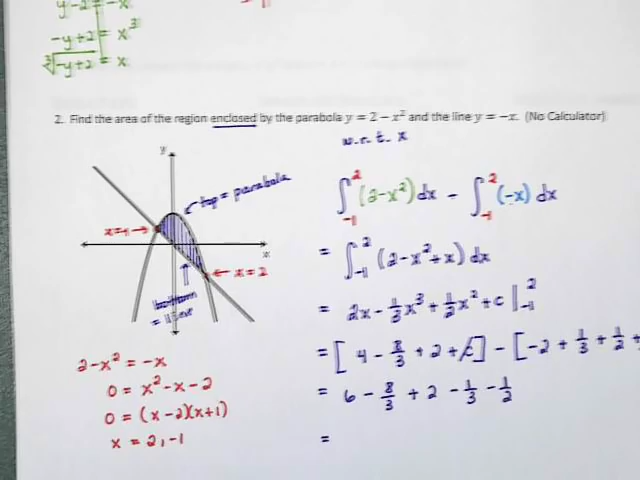 y-2 = -x
-y+2 = x³
∛-y+2 = x
2. Find the area of the region enclosed by the parabola y = 2 − x² and the line y = −x. (No Calculator)
w.r.t. x
y
top = parabola
x=-1
x
x=2
bottom
= line
∫₋₁² (2-x²)dx - ∫₋₁² (-x)dx
= ∫₋₁² (2-x²+x)dx
= 2x - 1/3x³ + 1/2x² + c |₋₁²
= [4 - 8/3 + 2 + c] - [-2 + 1/3 + 1/2 +
= 6 - 8/3 + 2 - 1/3 - 1/2
=
2-x² = -x
0 = x²-x-2
0 = (x-2)(x+1)
x = 2,-1